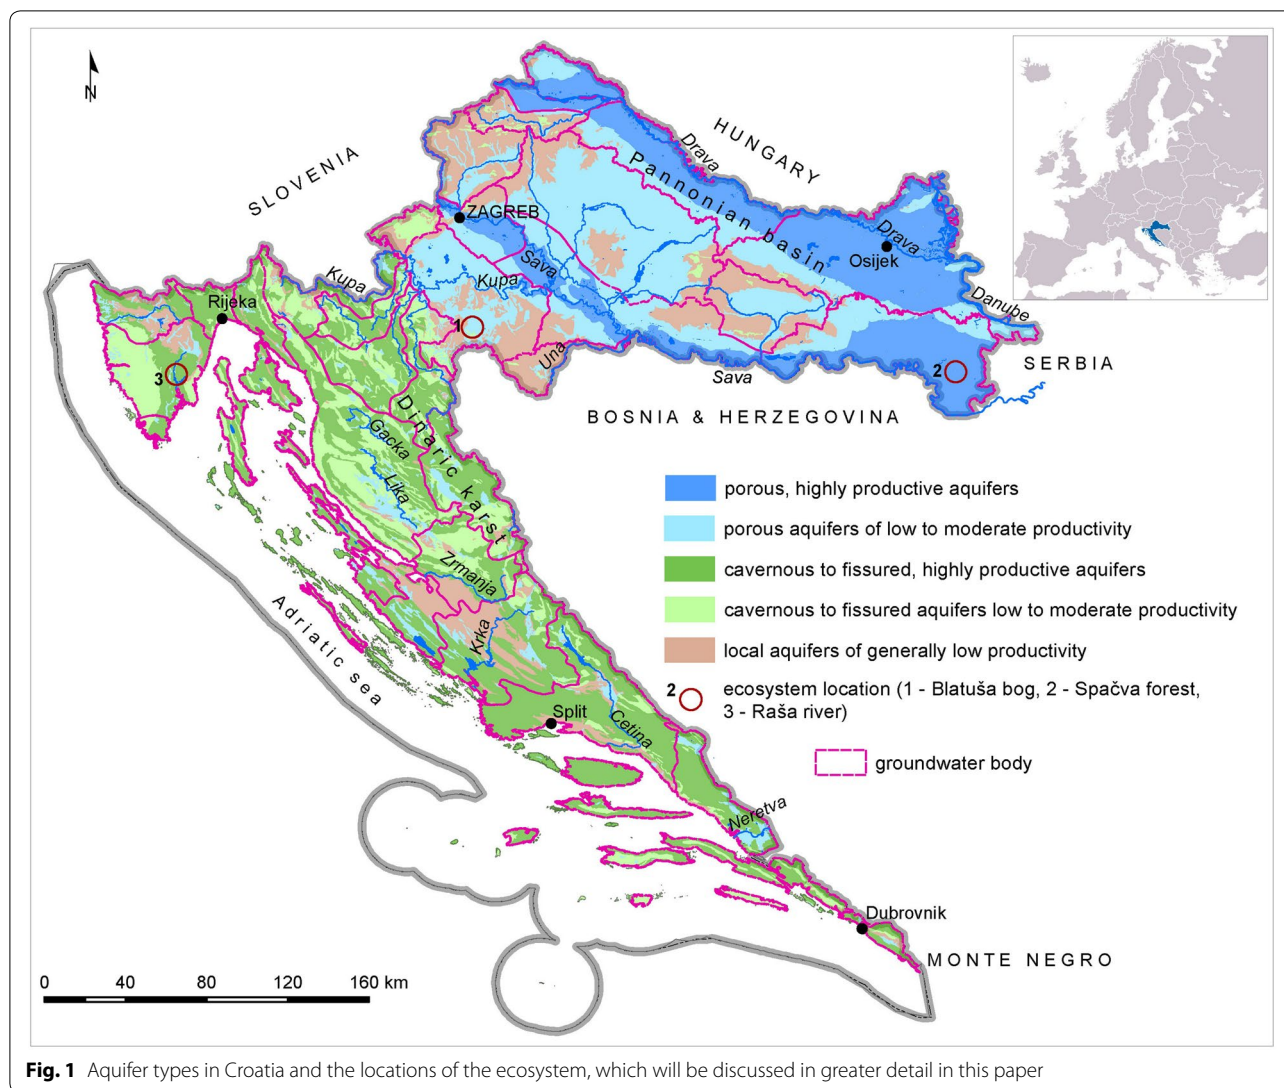 N
SLOVENIA
HUNGARY
Drava
Pannonian basin
ZAGREB
Drava
Osijek
Sava
Kupa
Kupa
Danube
Rijeka
1
Una
SERBIA
3
2
Sava
BOSNIA & HERZEGOVINA
Dinaric karst
Gacka
Lika
Zrmanja
Adriatic sea
Krka
Split
Cetina
Neretva
Dubrovnik
MONTE NEGRO
porous, highly productive aquifers
porous aquifers of low to moderate productivity
cavernous to fissured, highly productive aquifers
cavernous to fissured aquifers low to moderate productivity
local aquifers of generally low productivity
2
ecosystem location (1 - Blatuša bog, 2 - Spačva forest,
3 - Raša river)
groundwater body
0 40 80 120 160 km
Fig. 1 Aquifer types in Croatia and the locations of the ecosystem, which will be discussed in greater detail in this paper